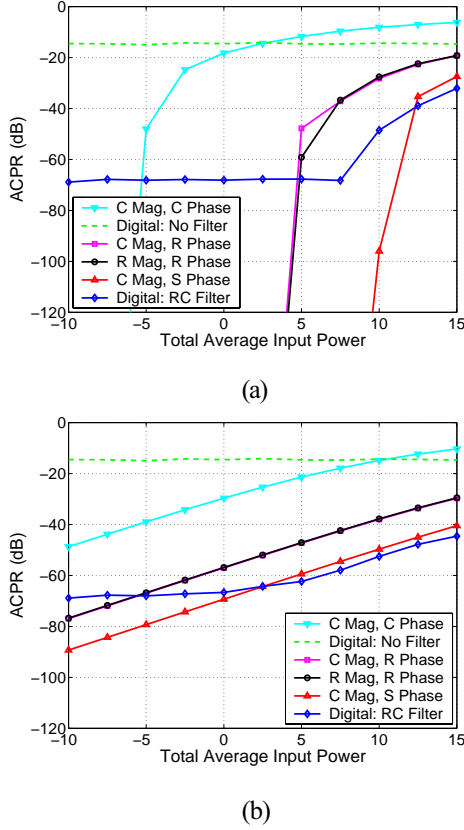 0
−20
−40
−60
−80
−100
−120
ACPR (dB)
C Mag, C Phase
Digital: No Filter
C Mag, R Phase
R Mag, R Phase
C Mag, S Phase
Digital: RC Filter
−10 −5 0 5 10 15
Total Average Input Power
(a)
0
−20
−40
−60
−80
−100
−120
ACPR (dB)
C Mag, C Phase
Digital: No Filter
C Mag, R Phase
R Mag, R Phase
C Mag, S Phase
Digital: RC Filter
−10 −5 0 5 10 15
Total Average Input Power
(b)